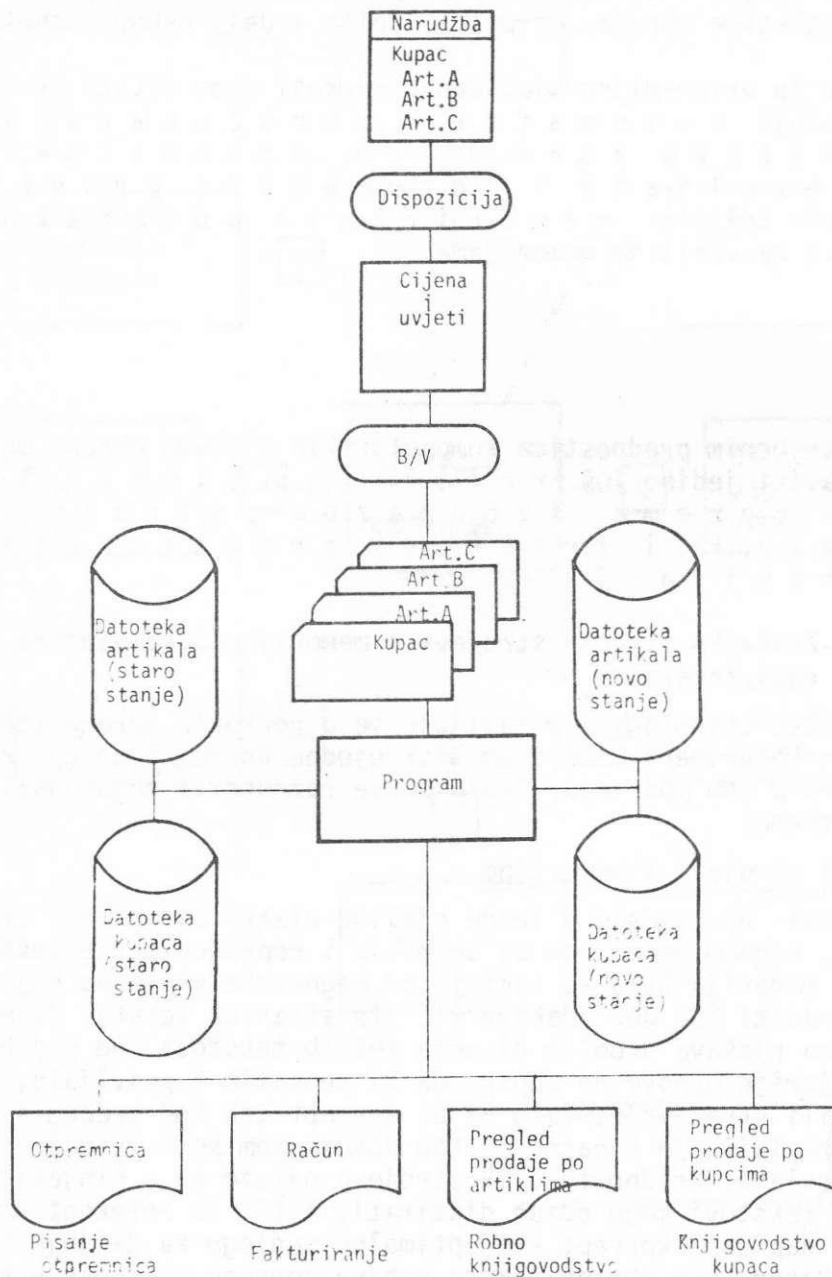 Narudžba
Kupac
Art.A
Art.B
Art.C
Dispozicija
Cijena
i
uvjeti
B/V
Art.C
Art.B
Art.A
Kupac
Datoteka
artikala
(staro
stanje)
Datoteka
artikala
(novo
stanje)
Program
Datoteka
kupaca
(staro
stanje)
Datoteka
kupaca
(novo
stanje)
Otpremnica
Račun
Pregled
prodaje po
artiklima
Pregled
prodaje po
kupcima
Pisanje
otpremnica
Fakturiranje
Robno
knjigovodstvo
Knjigovodstvo
kupaca